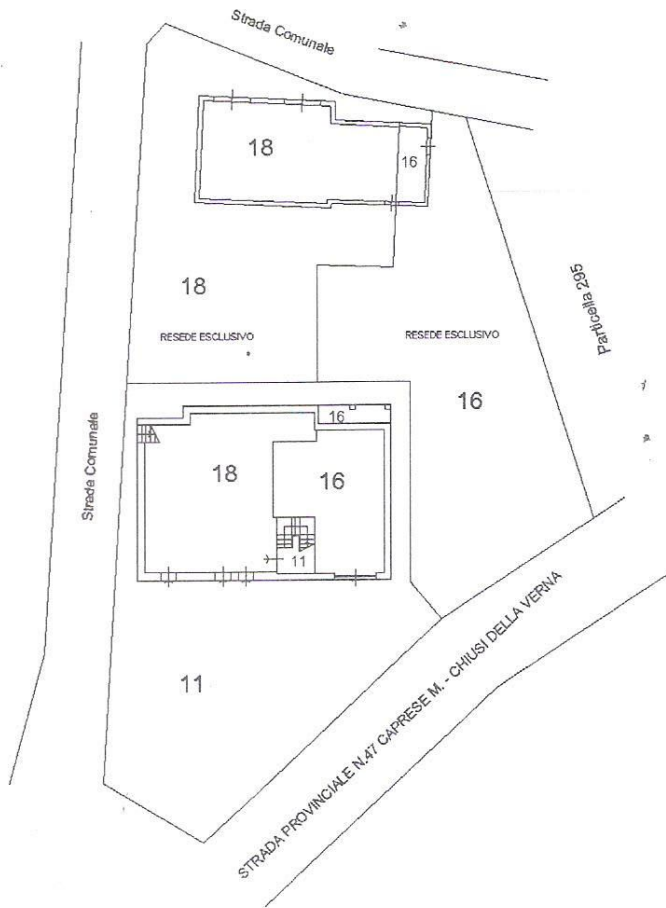 Strada Comunale
18
16
18
RESEDE ESCLUSIVO
RESEDE ESCLUSIVO
Particella 295
16
16
Strada Comunale
18
16
11
11
STRADA PROVINCIALE N.47 CAPRESE M. - CHIUSI DELLA VERNA